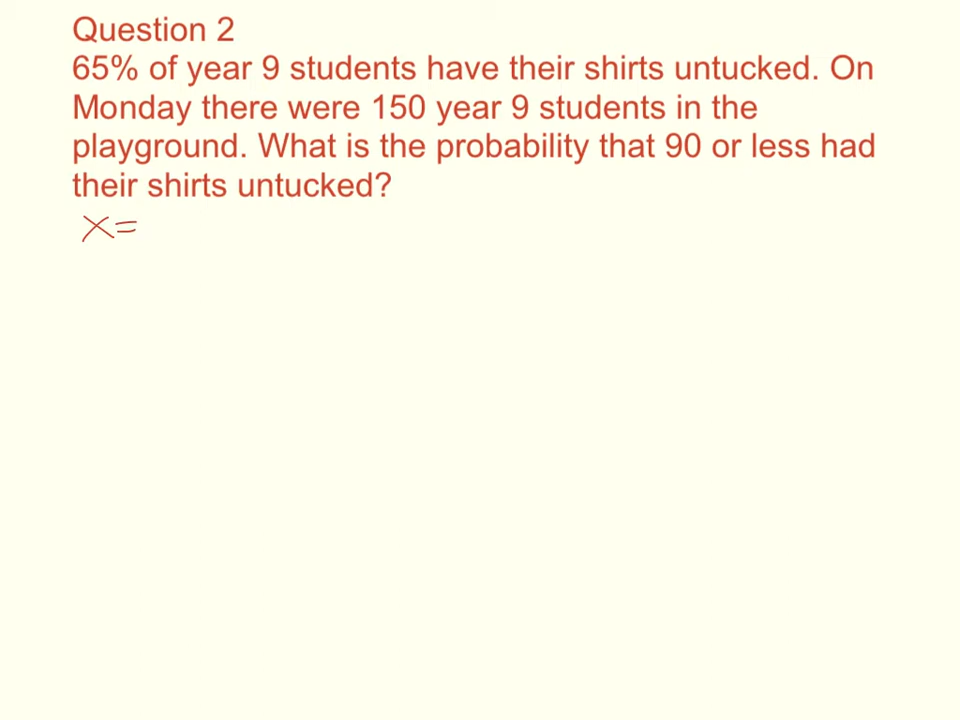 Question 2
65% of year 9 students have their shirts untucked. On
Monday there were 150 year 9 students in the
playground. What is the probability that 90 or less had
their shirts untucked?
X=